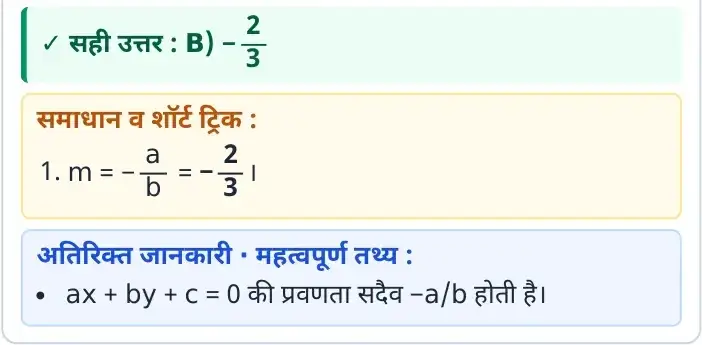 ✓ सही उत्तर : B) −2/3
समाधान व शॉर्ट ट्रिक :
1. m = −a/b = −2/3।
अतिरिक्त जानकारी · महत्वपूर्ण तथ्य :
• ax + by + c = 0 की प्रवणता सदैव −a/b होती है।